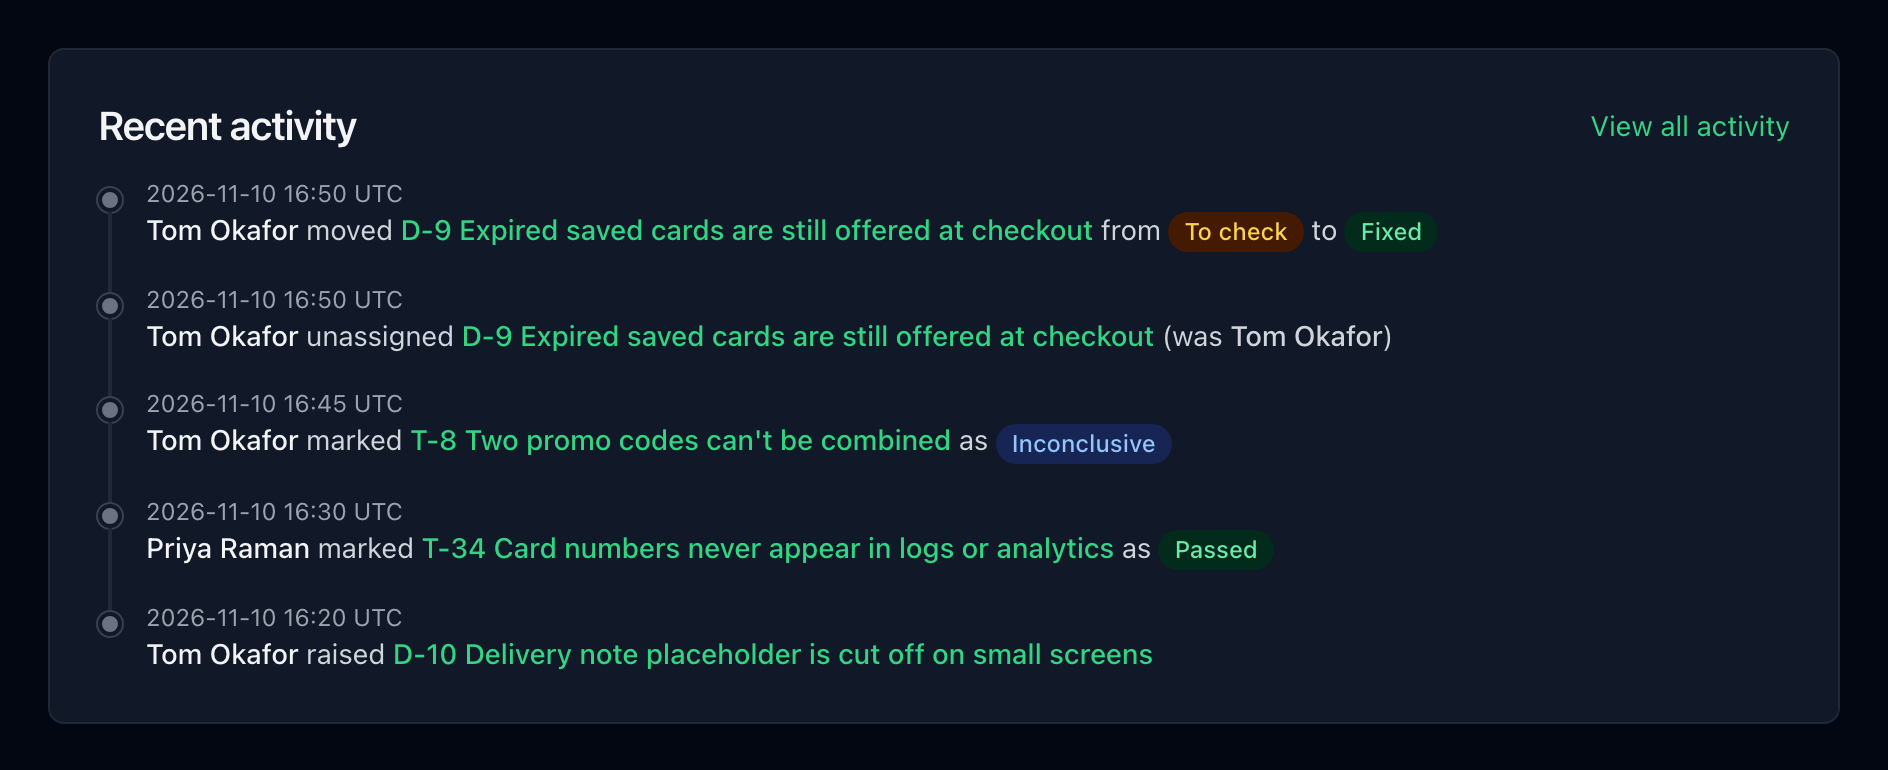 Recent activity
View all activity
2026-11-10 16:50 UTC
Tom Okafor moved D-9 Expired saved cards are still offered at checkout from To check to Fixed
2026-11-10 16:50 UTC
Tom Okafor unassigned D-9 Expired saved cards are still offered at checkout (was Tom Okafor)
2026-11-10 16:45 UTC
Tom Okafor marked T-8 Two promo codes can't be combined as Inconclusive
2026-11-10 16:30 UTC
Priya Raman marked T-34 Card numbers never appear in logs or analytics as Passed
2026-11-10 16:20 UTC
Tom Okafor raised D-10 Delivery note placeholder is cut off on small screens